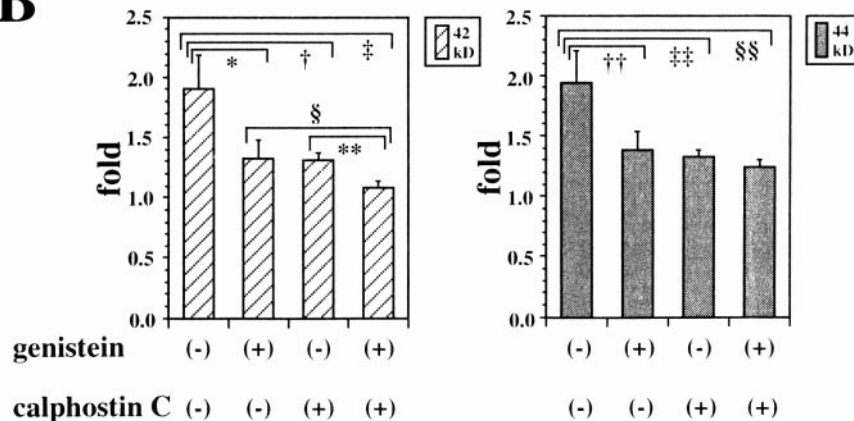 B
2.5
2.0
1.5
1.0
0.5
0.0
fold
* † ‡
§
**
42
kD
2.5
2.0
1.5
1.0
0.5
0.0
fold
†† ‡‡ §§
44
kD
genistein (-) (+) (-) (+) (-) (+) (-) (+)
calphostin C (-) (-) (+) (+) (-) (-) (+) (+)